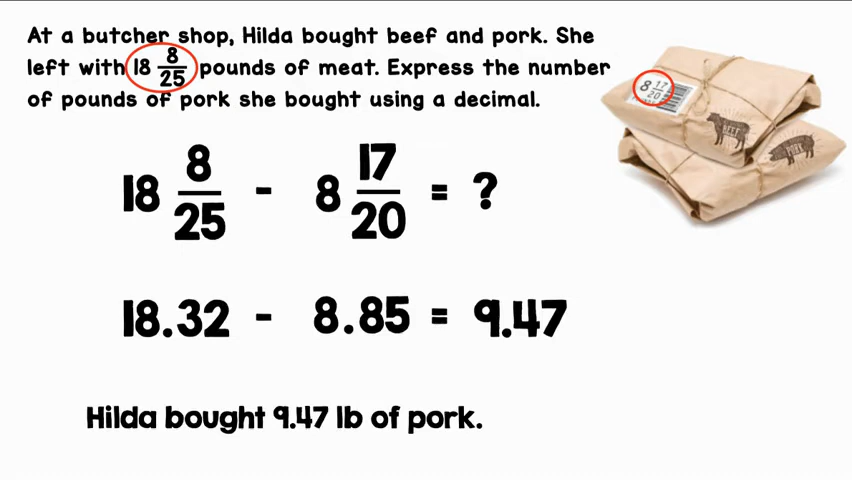 At a butcher shop, Hilda bought beef and pork. She
left with 18 8/25 pounds of meat. Express the number
of pounds of pork she bought using a decimal.
8 17/20
BEEF
PORK
18 8/25 - 8 17/20 = ?
18.32 - 8.85 = 9.47
Hilda bought 9.47 lb of pork.